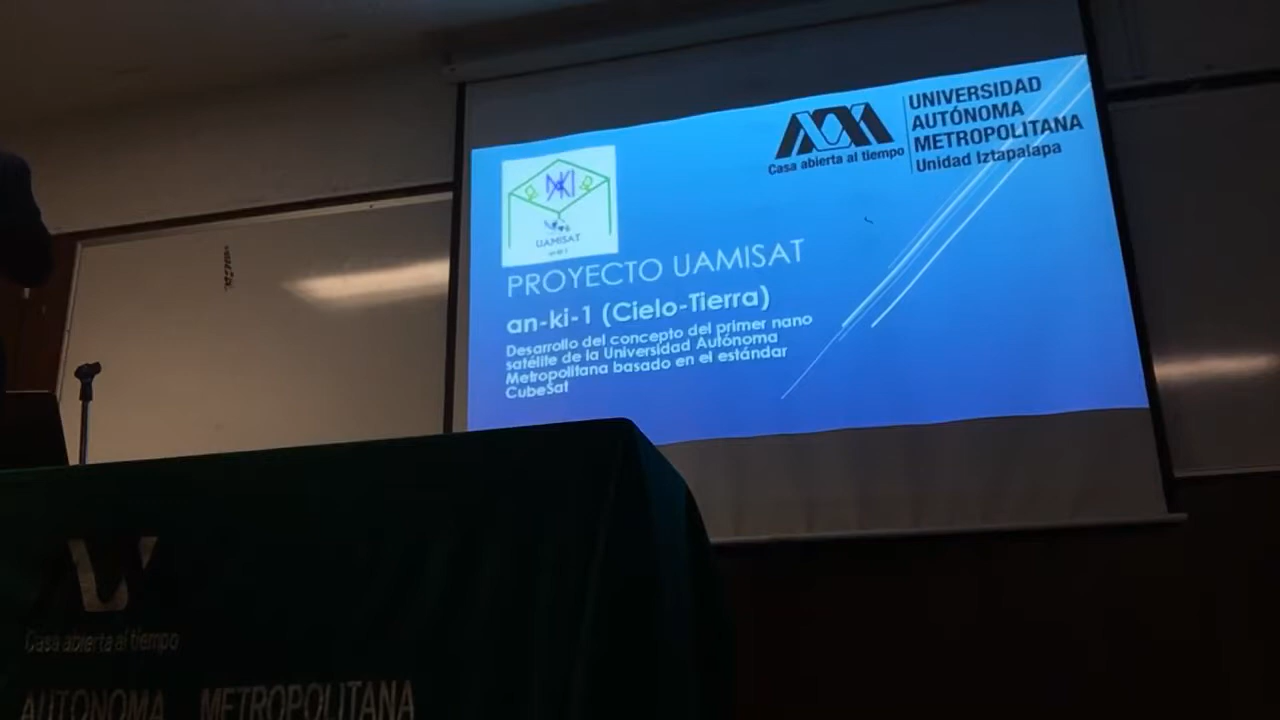 UNIVERSIDAD
AUTÓNOMA
METROPOLITANA
Casa abierta al tiempo
Unidad Iztapalapa
UAMISAT
PROYECTO UAMISAT
an-ki-1 (Cielo-Tierra)
Desarrollo del concepto del primer nano
satélite de la Universidad Autónoma
Metropolitana basado en el estándar
CubeSat
Casa abierta al tiempo
AUTONOMA METROPOLITANA